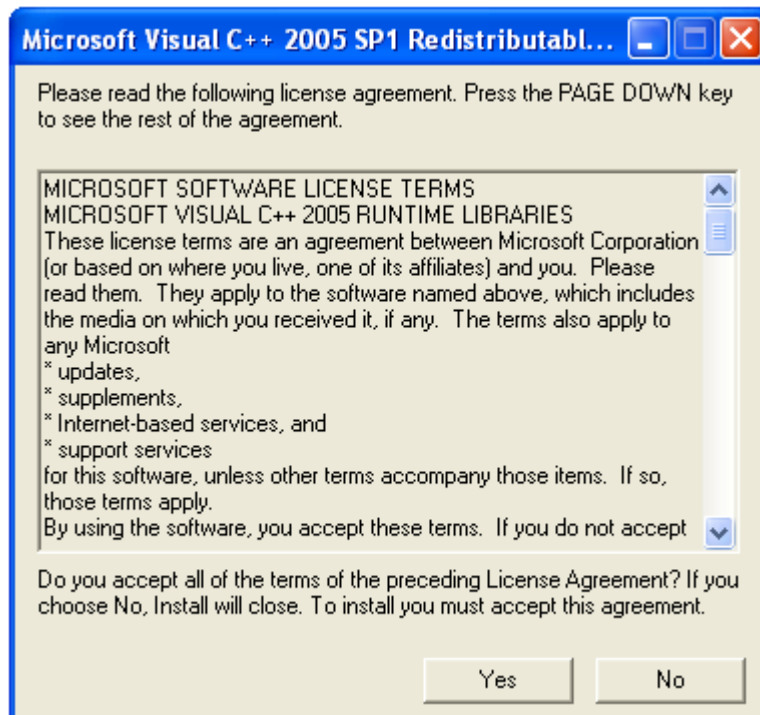 Microsoft Visual C++ 2005 SP1 Redistributabl...
Please read the following license agreement. Press the PAGE DOWN key
to see the rest of the agreement.
MICROSOFT SOFTWARE LICENSE TERMS
MICROSOFT VISUAL C++ 2005 RUNTIME LIBRARIES
These license terms are an agreement between Microsoft Corporation
(or based on where you live, one of its affiliates) and you.  Please
read them.  They apply to the software named above, which includes
the media on which you received it, if any.  The terms also apply to
any Microsoft
* updates,
* supplements,
* Internet-based services, and
* support services
for this software, unless other terms accompany those items.  If so,
those terms apply.
By using the software, you accept these terms.  If you do not accept
Do you accept all of the terms of the preceding License Agreement? If you
choose No, Install will close. To install you must accept this agreement.
Yes
No